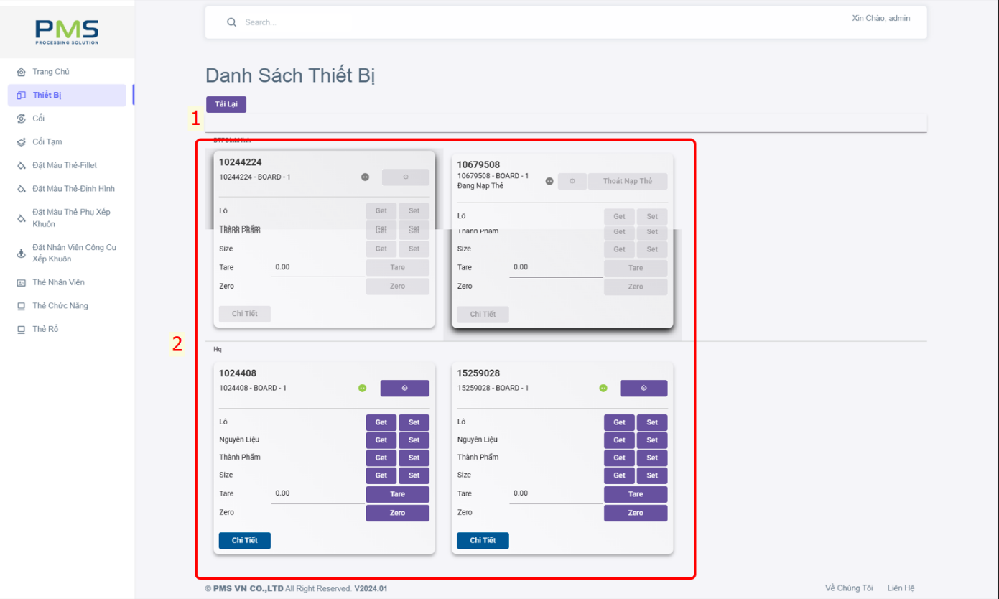 PMS
PROCESSING SOLUTION
Trang Chủ
Thiết Bị
Cối
Cối Tạm
Đặt Màu Thẻ-Fillet
Đặt Màu Thẻ-Định Hình
Đặt Màu Thẻ-Phụ Xếp
Khuôn
Đặt Nhân Viên Công Cụ
Xếp Khuôn
Thẻ Nhân Viên
Thẻ Chức Năng
Thẻ Rổ
Search...
Xin Chào, admin
Danh Sách Thiết Bị
Tải Lại
1
2
10244224
10244224 - BOARD - 1
Lô Get Set
Thành Phẩm Get Set
Thành Phẩm Get Set
Size Get Set
Tare 0.00 Tare
Zero Zero
Chi Tiết
10679508
10679508 - BOARD - 1
Đang Nạp Thẻ
Thoát Nạp Thẻ
Lô Get Set
Thành Phẩm Get Set
Size Get Set
Tare 0.00 Tare
Zero Zero
Chi Tiết
Hq
1024408
1024408 - BOARD - 1
Lô Get Set
Nguyên Liệu Get Set
Thành Phẩm Get Set
Size Get Set
Tare 0.00 Tare
Zero Zero
Chi Tiết
15259028
15259028 - BOARD - 1
Lô Get Set
Nguyên Liệu Get Set
Thành Phẩm Get Set
Size Get Set
Tare 0.00 Tare
Zero Zero
Chi Tiết
© PMS VN CO.,LTD All Right Reserved. V2024.01
Về Chúng Tôi
Liên Hệ